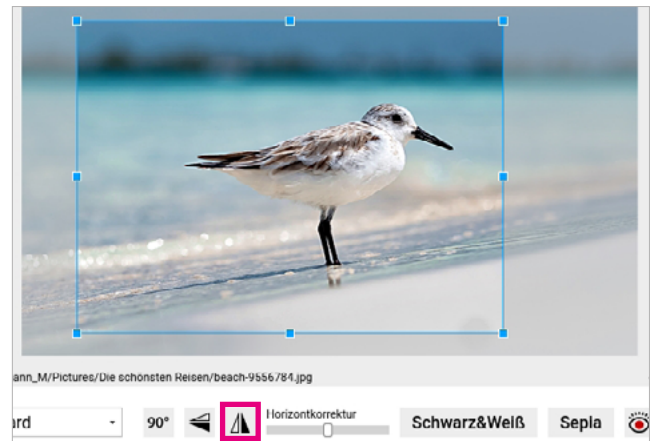 ann_M/Pictures/Die schönsten Reisen/beach-9556784.jpg
ard
90°
Horizontkorrektur
Schwarz&Weiß
Sepia